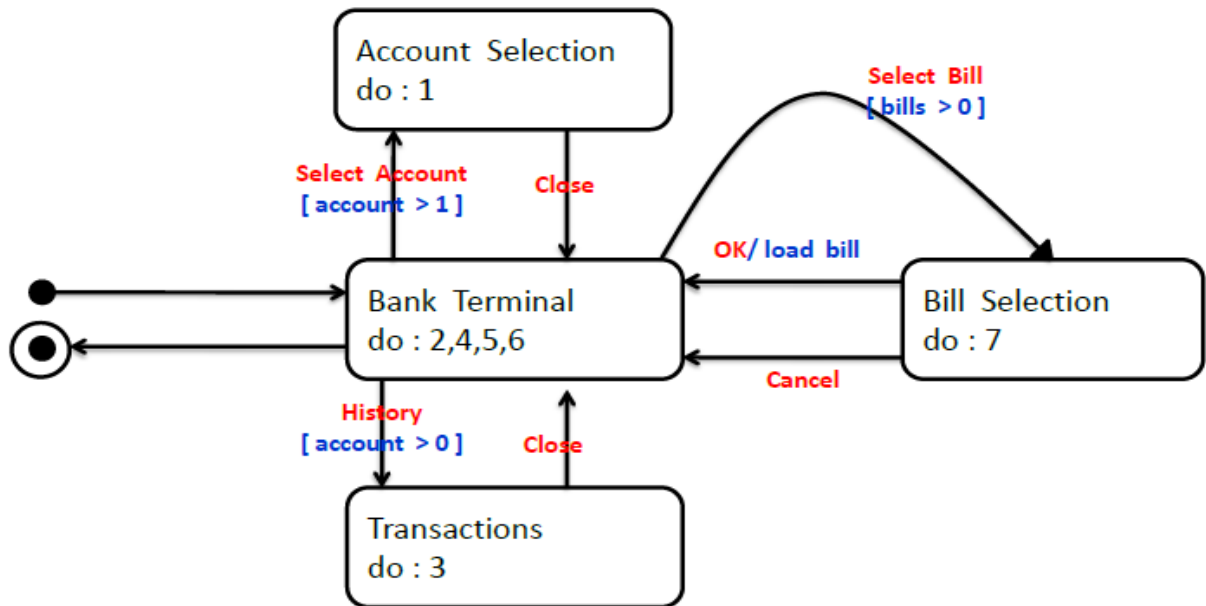 Account Selection
do : 1
Select Bill
[ bills > 0 ]
Select Account
[ account > 1 ]
Close
OK/ load bill
Bank Terminal
do : 2,4,5,6
Bill Selection
do : 7
Cancel
History
[ account > 0 ]
Close
Transactions
do : 3